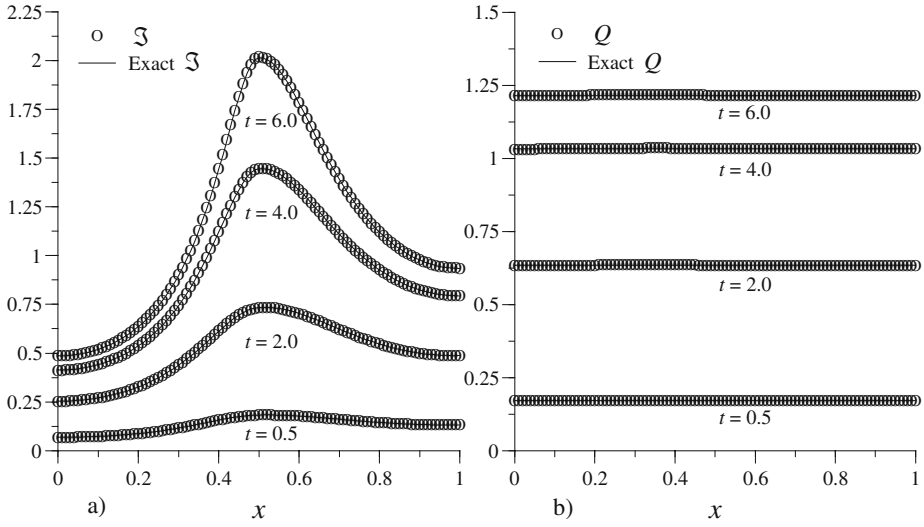 2.25
2
1.75
1.5
1.25
1
0.75
0.5
0.25
0
ℑ
Exact ℑ
t = 6.0
t = 4.0
t = 2.0
t = 0.5
0 0.2 0.4 0.6 0.8 1
a) x
1.5
1.25
1
0.75
0.5
0.25
0
Q
Exact Q
t = 6.0
t = 4.0
t = 2.0
t = 0.5
0 0.2 0.4 0.6 0.8 1
b) x